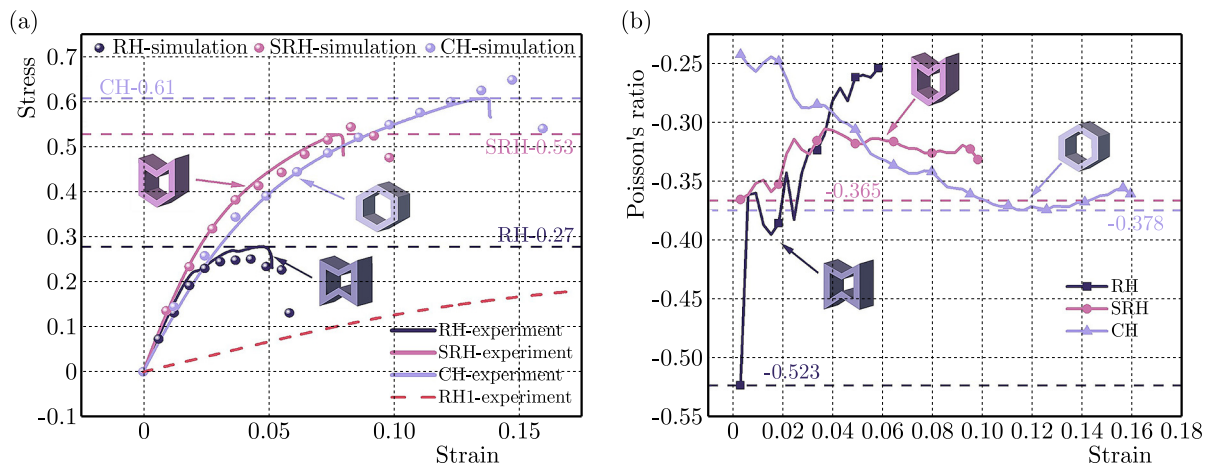 (a)
RH-simulation SRH-simulation CH-simulation
0.7
0.6
0.5
0.4
0.3
0.2
0.1
0
-0.1
Stress
CH-0.61
SRH-0.53
RH-0.27
RH-experiment
SRH-experiment
CH-experiment
RH1-experiment
0 0.05 0.10 0.15
Strain
(b)
-0.25
-0.30
-0.35
-0.40
-0.45
-0.50
-0.55
Poisson's ratio
-0.365
-0.378
-0.523
RH
SRH
CH
0 0.02 0.04 0.06 0.08 0.10 0.12 0.14 0.16 0.18
Strain